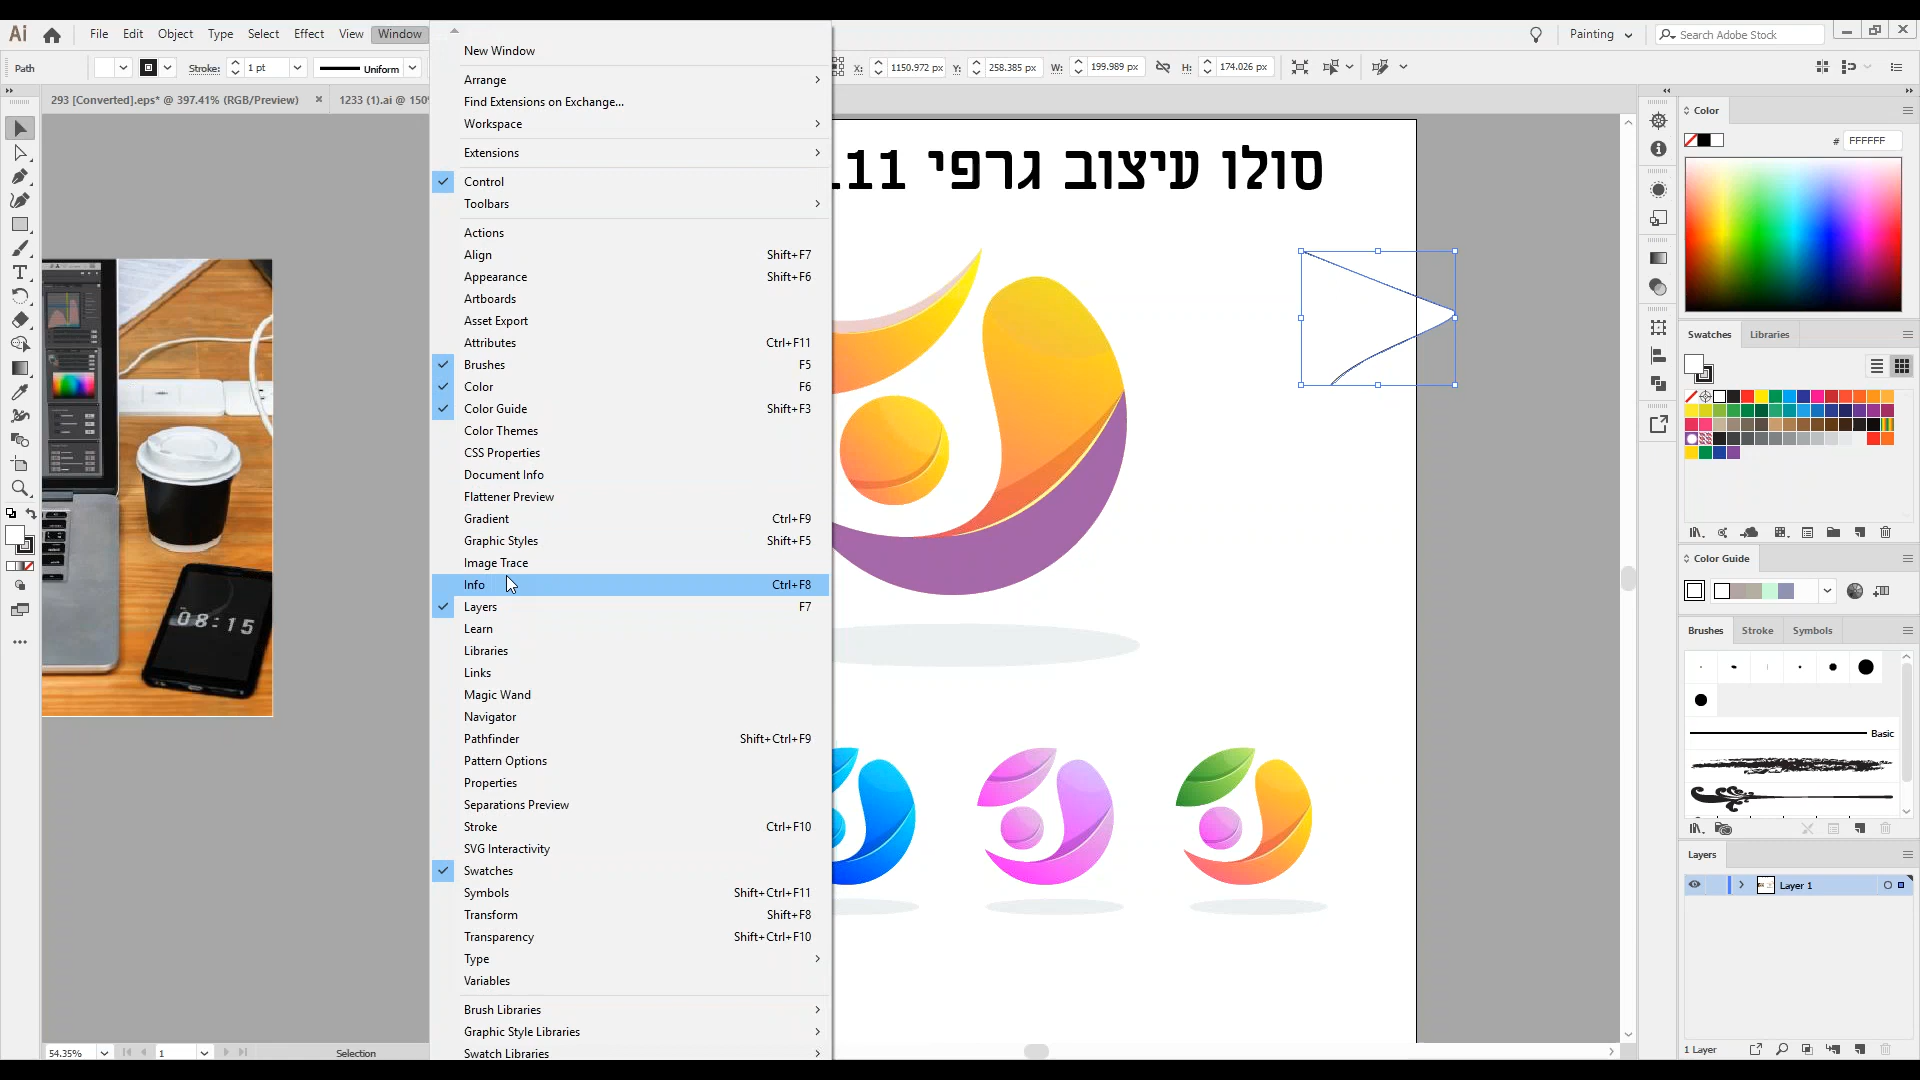 Ai File Edit Object Select Effect View Window Painting Search Adobe Stock
Path Stroke: 1 pt Uniform X: 1150.972 px Y: 258.385 px W: 199.989 px H: 174.026 px
293 [Converted].eps* @ 397.41% (RGB/Preview) × 1233 (1).ai @ 150%
New Window
Arrange
Find Extensions on Exchange...
Workspace
Extensions
Control
Toolbars
Actions
Align Shift+F7
Appearance Shift+F6
Artboards
Asset Export
Attributes Ctrl+F11
Brushes F5
Color F6
Color Guide Shift+F3
Color Themes
CSS Properties
Document Info
Flattener Preview
Gradient Ctrl+F9
Graphic Styles Shift+F5
Image Trace
Info Ctrl+F8
Layers F7
Learn
Libraries
Links
Magic Wand
Navigator
Pathfinder Shift+Ctrl+F9
Pattern Options
Properties
Separations Preview
Stroke Ctrl+F10
SVG Interactivity
Swatches
Symbols Shift+Ctrl+F11
Transform Shift+F8
Transparency Shift+Ctrl+F10
Type
Variables
Brush Libraries
Graphic Style Libraries
Swatch Libraries
סולו עיצוב גרפי 11.
08:15
Color
# FFFFFF
Swatches Libraries
Color Guide
Brushes Stroke Symbols
Basic
Layers
Layer 1
1 Layer
54.35% 1 Selection